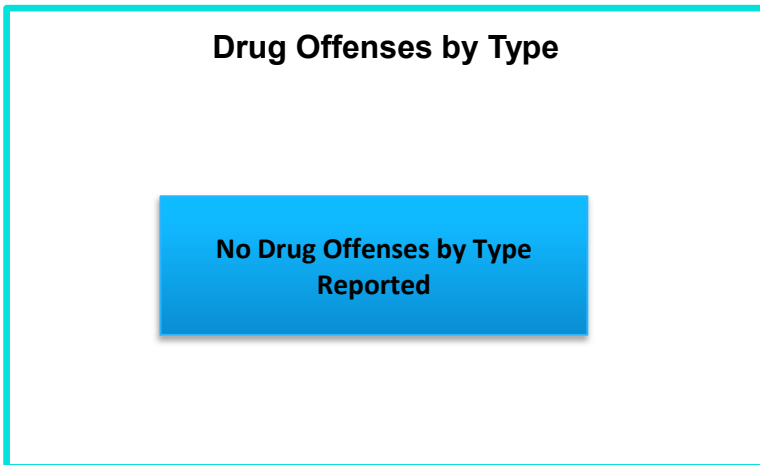 Drug Offenses by Type
No Drug Offenses by Type
Reported